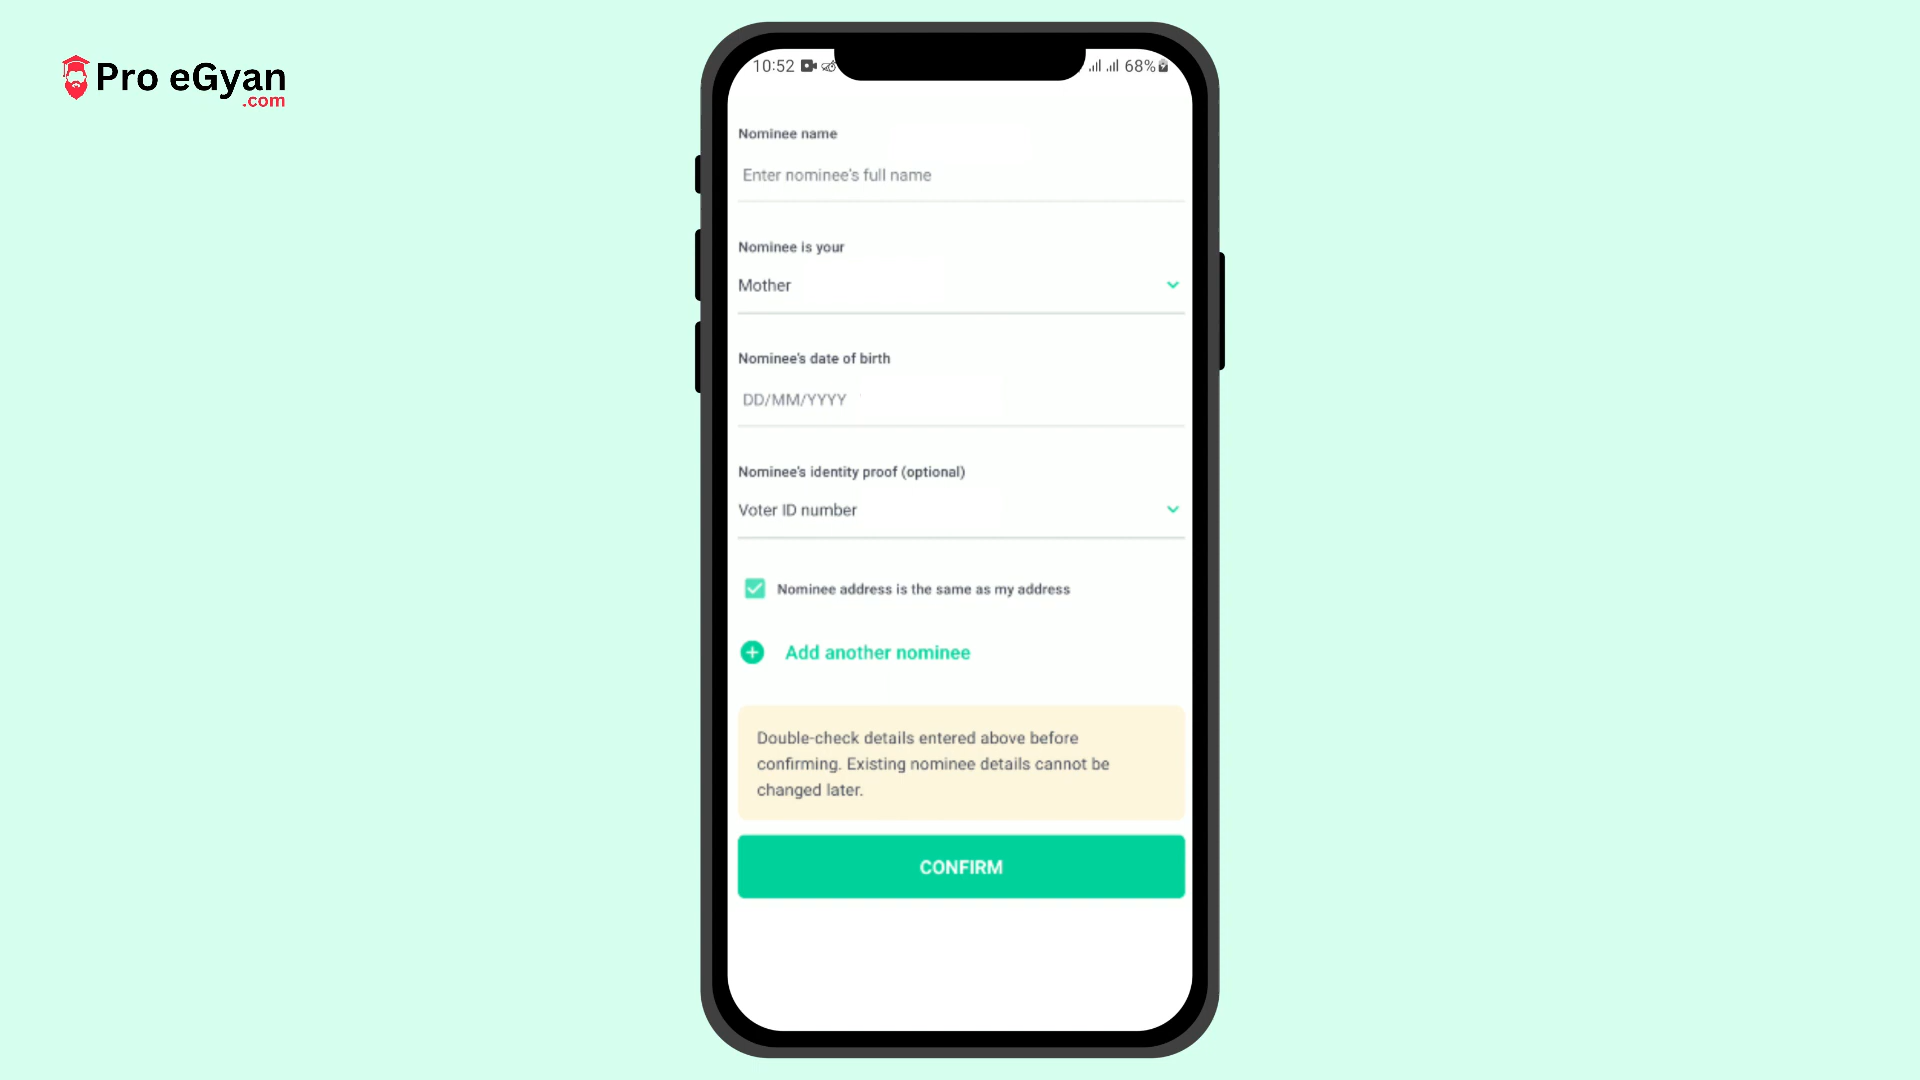 Pro eGyan
.com
10:52
68%
Nominee name
Enter nominee's full name
Nominee is your
Mother
Nominee's date of birth
DD/MM/YYYY
Nominee's identity proof (optional)
Voter ID number
Nominee address is the same as my address
Add another nominee
Double-check details entered above before
confirming. Existing nominee details cannot be
changed later.
CONFIRM